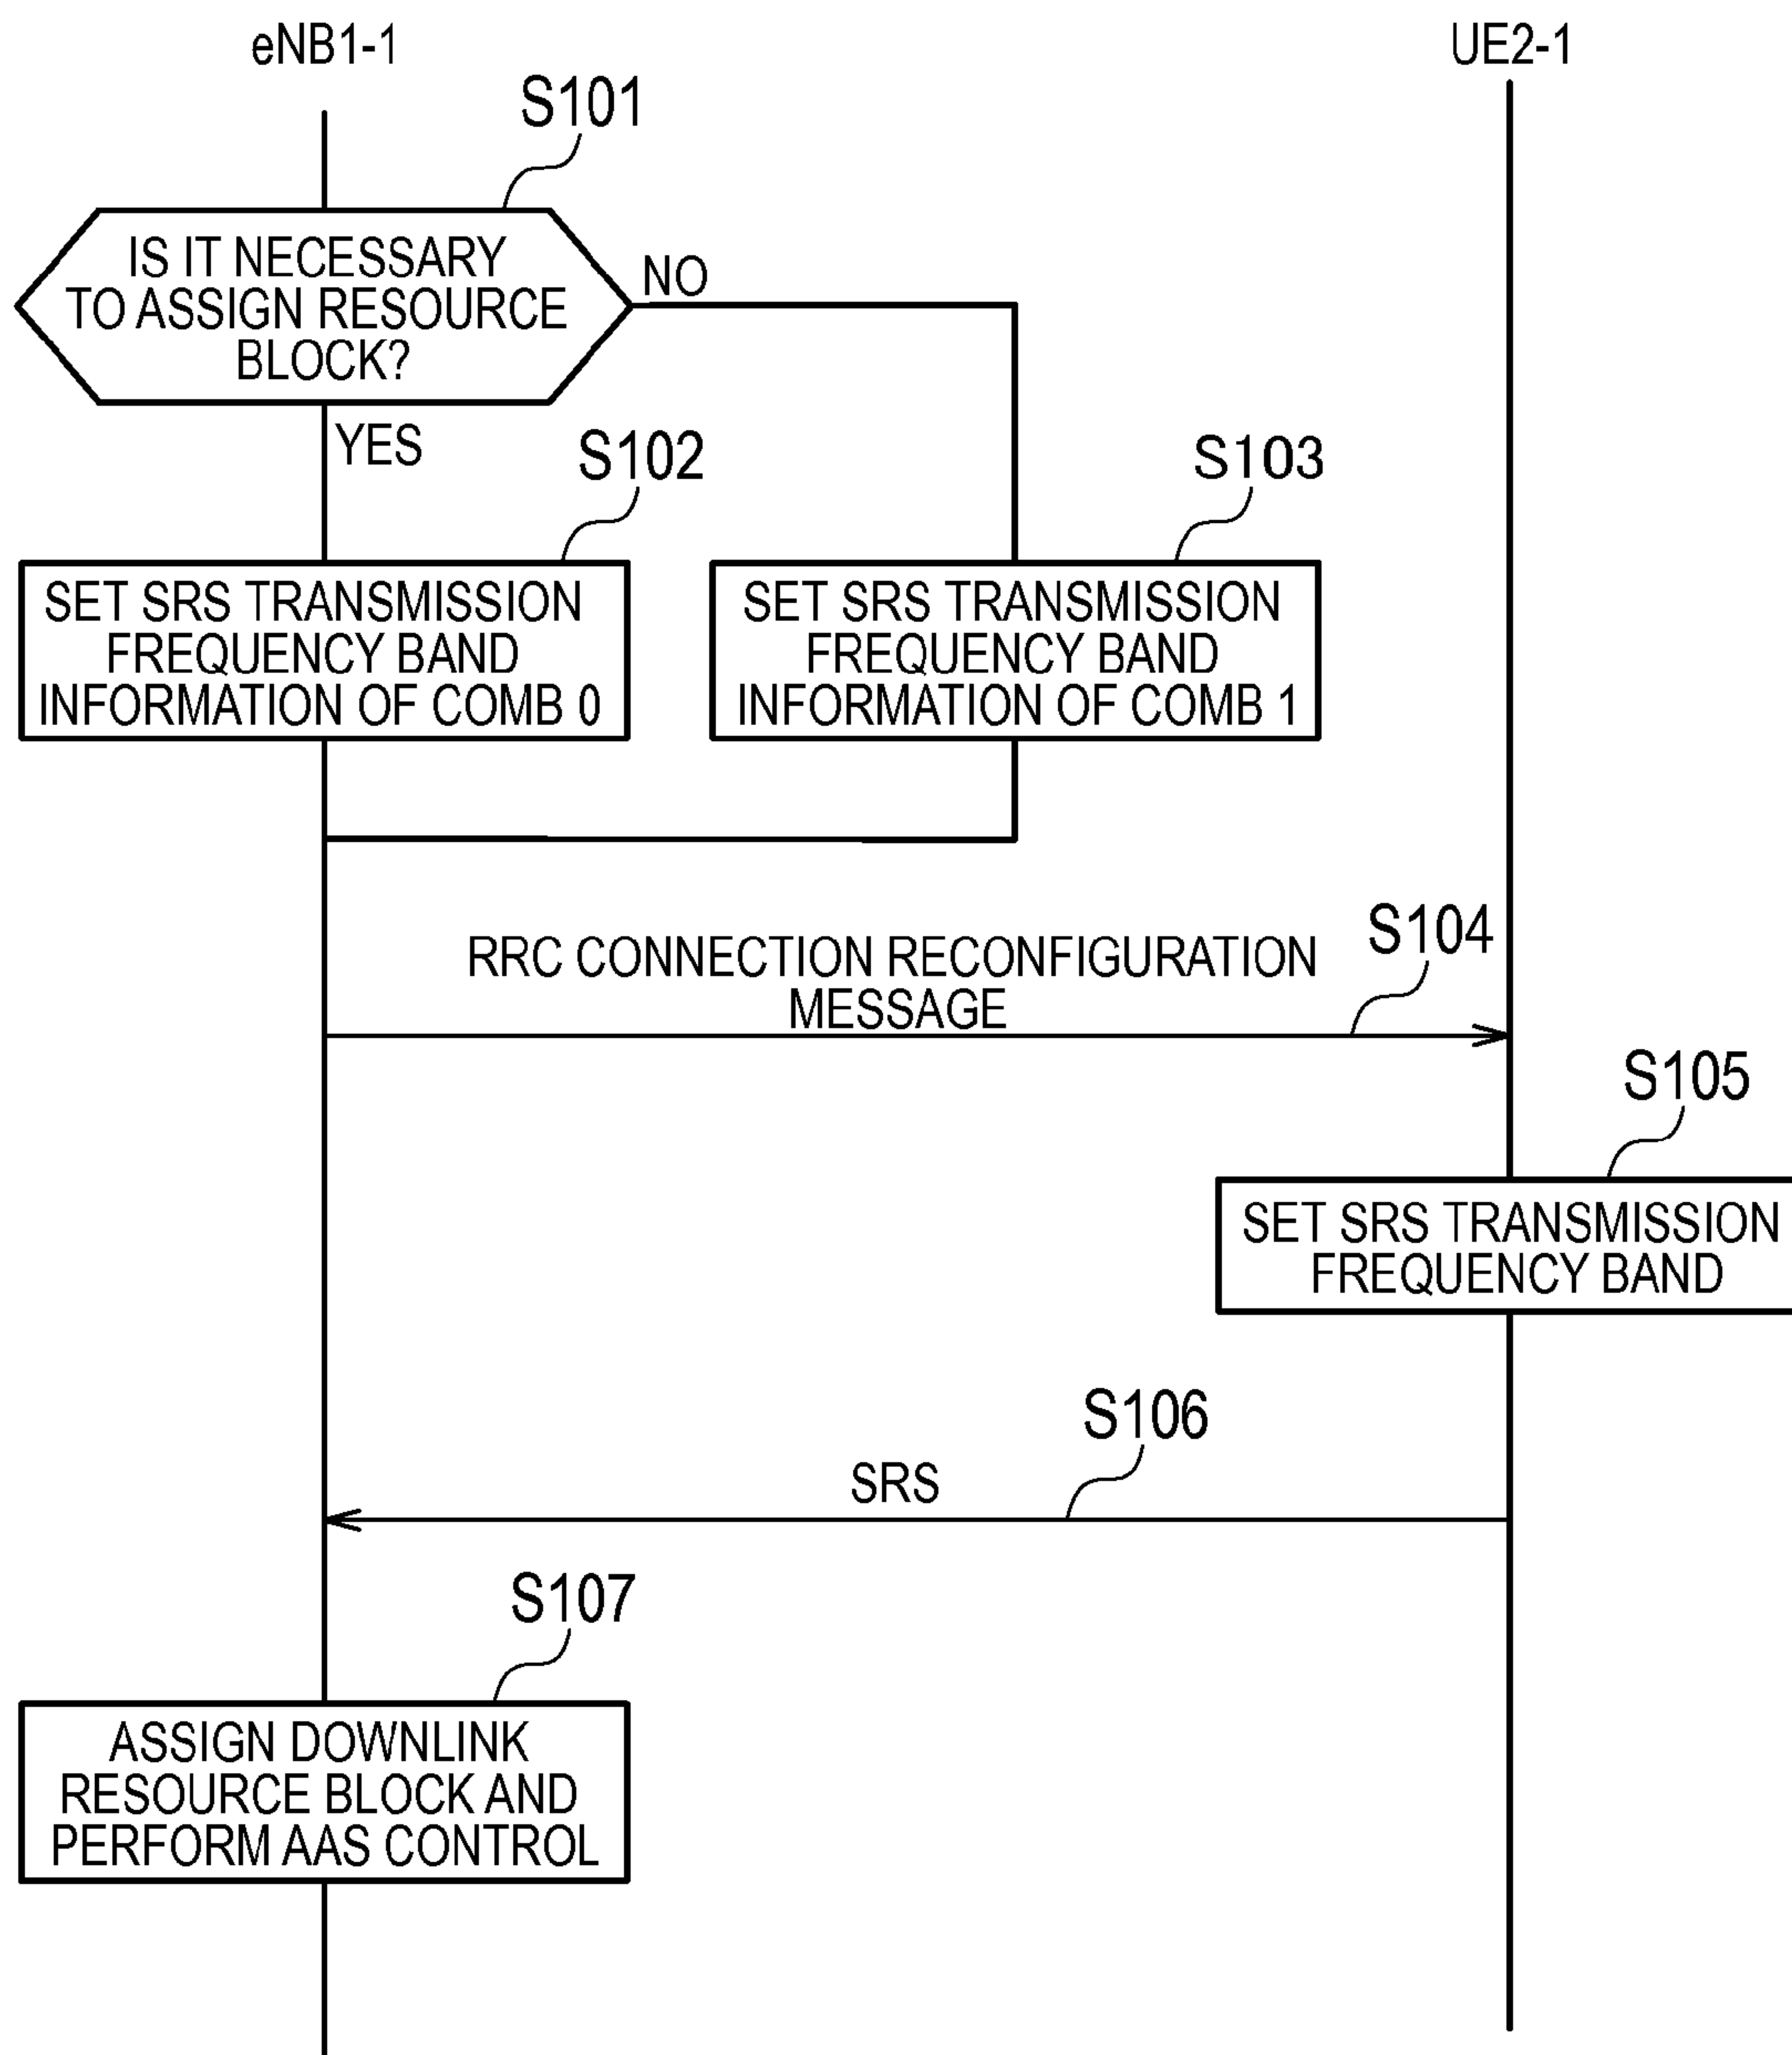 eNB1-1
UE2-1
S101
IS IT NECESSARY
TO ASSIGN RESOURCE
BLOCK?
NO
YES
S102
S103
SET SRS TRANSMISSION
FREQUENCY BAND
INFORMATION OF COMB 0
SET SRS TRANSMISSION
FREQUENCY BAND
INFORMATION OF COMB 1
S104
RRC CONNECTION RECONFIGURATION
MESSAGE
S105
SET SRS TRANSMISSION
FREQUENCY BAND
S106
SRS
S107
ASSIGN DOWNLINK
RESOURCE BLOCK AND
PERFORM AAS CONTROL